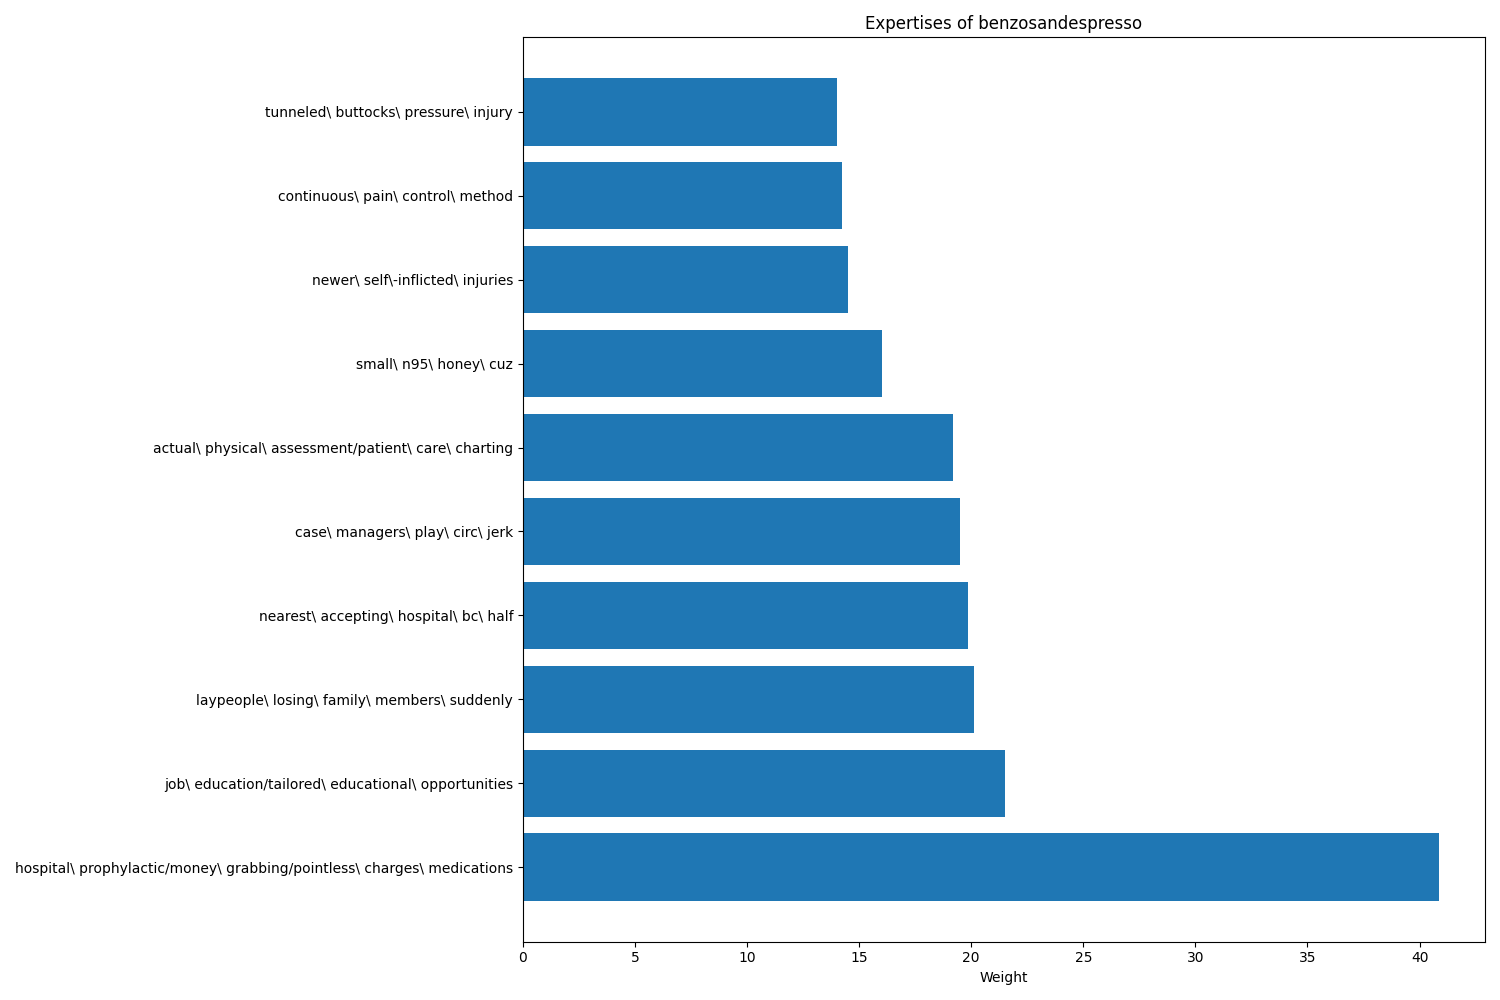 Expertises of benzosandespresso
tunneled\ buttocks\ pressure\ injury
continuous\ pain\ control\ method
newer\ self\-inflicted\ injuries
small\ n95\ honey\ cuz
actual\ physical\ assessment/patient\ care\ charting
case\ managers\ play\ circ\ jerk
nearest\ accepting\ hospital\ bc\ half
laypeople\ losing\ family\ members\ suddenly
job\ education/tailored\ educational\ opportunities
hospital\ prophylactic/money\ grabbing/pointless\ charges\ medications
0 5 10 15 20 25 30 35 40
Weight